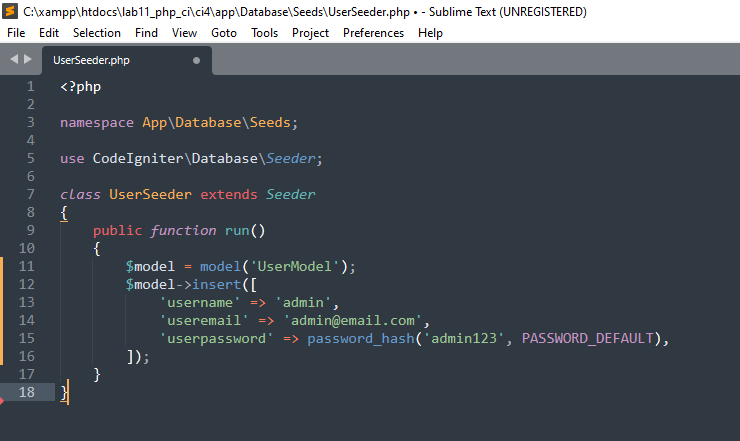 C:\xampp\htdocs\lab11_php_ci\ci4\app\Database\Seeds\UserSeeder.php • - Sublime Text (UNREGISTERED)
File Edit Selection Find View Goto Tools Project Preferences Help
UserSeeder.php
1 <?php
2
3 namespace App\Database\Seeds;
4
5 use CodeIgniter\Database\Seeder;
6
7 class UserSeeder extends Seeder
8 {
9     public function run()
10     {
11         $model = model('UserModel');
12         $model->insert([
13             'username' => 'admin',
14             'useremail' => 'admin@email.com',
15             'userpassword' => password_hash('admin123', PASSWORD_DEFAULT),
16         ]);
17     }
18 }